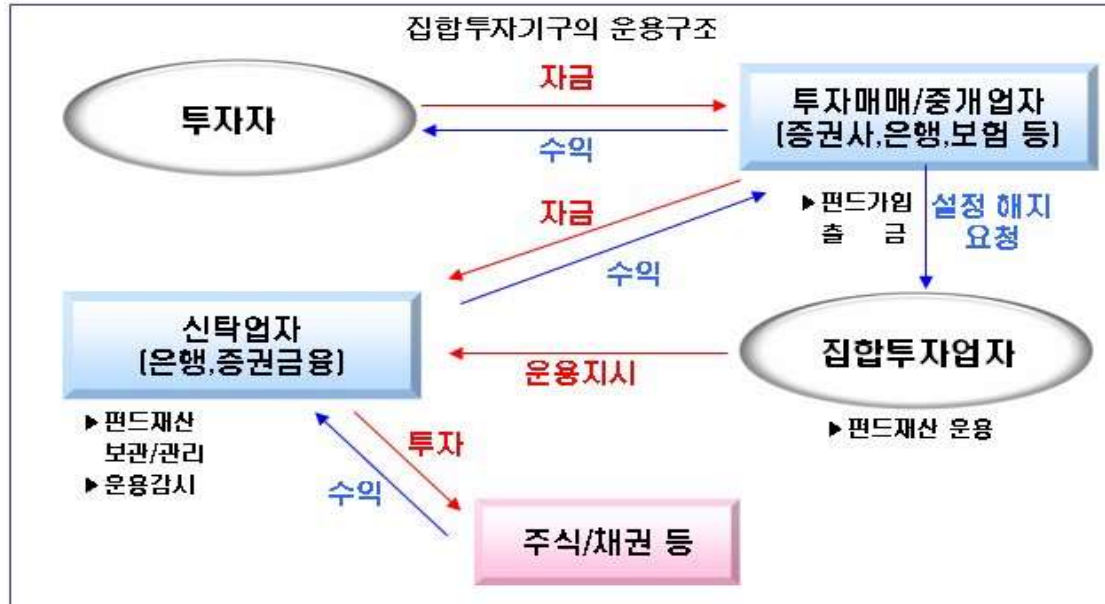 집합투자기구의 운용구조
투자자
자금
수익
투자매매/중개업자
(증권사,은행,보험 등)
자금
수익
▶펀드가입
출 금
설정 해지
요청
신탁업자
(은행,증권금융)
운용지시
집합투자업자
▶펀드재산
보관/관리
▶운용감시
▶펀드재산 운용
투자
수익
주식/채권 등